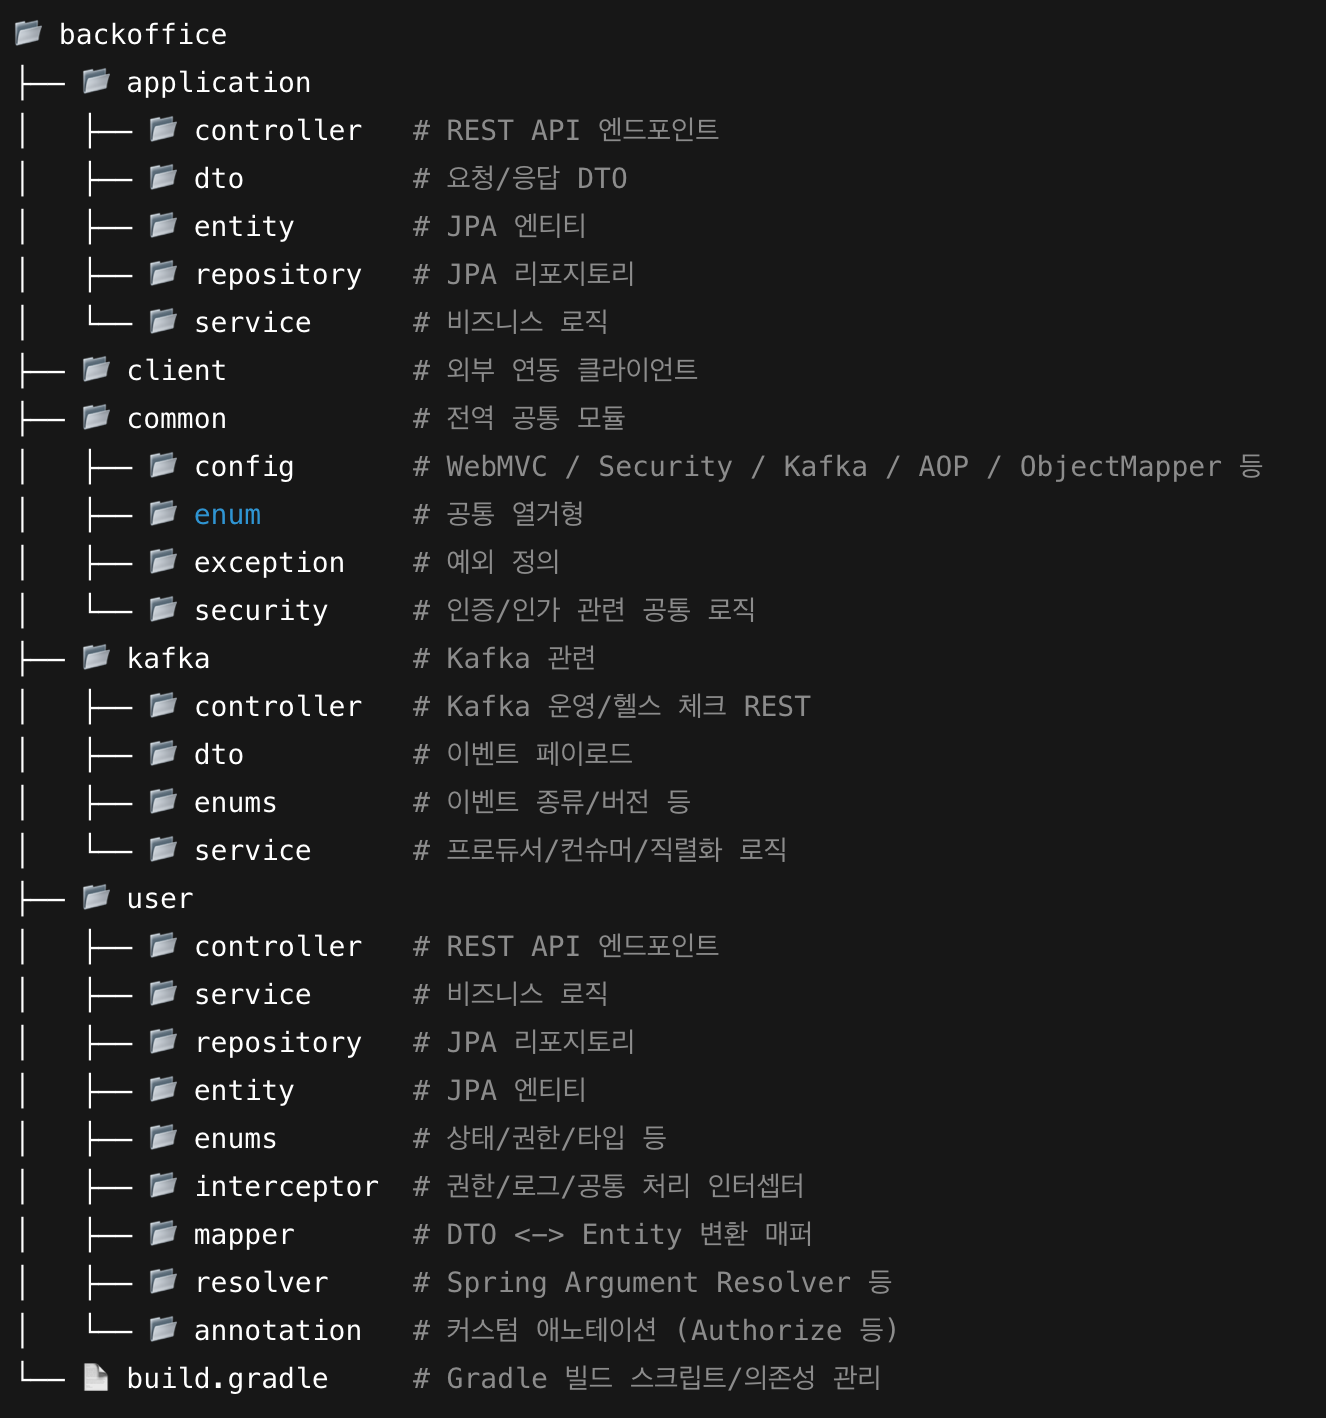 📂 backoffice
├── 📂 application
│   ├── 📂 controller   # REST API 엔드포인트
│   ├── 📂 dto          # 요청/응답 DTO
│   ├── 📂 entity       # JPA 엔티티
│   ├── 📂 repository   # JPA 리포지토리
│   └── 📂 service      # 비즈니스 로직
├── 📂 client           # 외부 연동 클라이언트
├── 📂 common           # 전역 공통 모듈
│   ├── 📂 config       # WebMVC / Security / Kafka / AOP / ObjectMapper 등
│   ├── 📂 enum         # 공통 열거형
│   ├── 📂 exception    # 예외 정의
│   └── 📂 security     # 인증/인가 관련 공통 로직
├── 📂 kafka            # Kafka 관련
│   ├── 📂 controller   # Kafka 운영/헬스 체크 REST
│   ├── 📂 dto          # 이벤트 페이로드
│   ├── 📂 enums        # 이벤트 종류/버전 등
│   └── 📂 service      # 프로듀서/컨슈머/직렬화 로직
├── 📂 user
│   ├── 📂 controller   # REST API 엔드포인트
│   ├── 📂 service      # 비즈니스 로직
│   ├── 📂 repository   # JPA 리포지토리
│   ├── 📂 entity       # JPA 엔티티
│   ├── 📂 enums        # 상태/권한/타입 등
│   ├── 📂 interceptor  # 권한/로그/공통 처리 인터셉터
│   ├── 📂 mapper       # DTO <-> Entity 변환 매퍼
│   ├── 📂 resolver     # Spring Argument Resolver 등
│   └── 📂 annotation   # 커스텀 애노테이션 (Authorize 등)
└── 📄 build.gradle     # Gradle 빌드 스크립트/의존성 관리